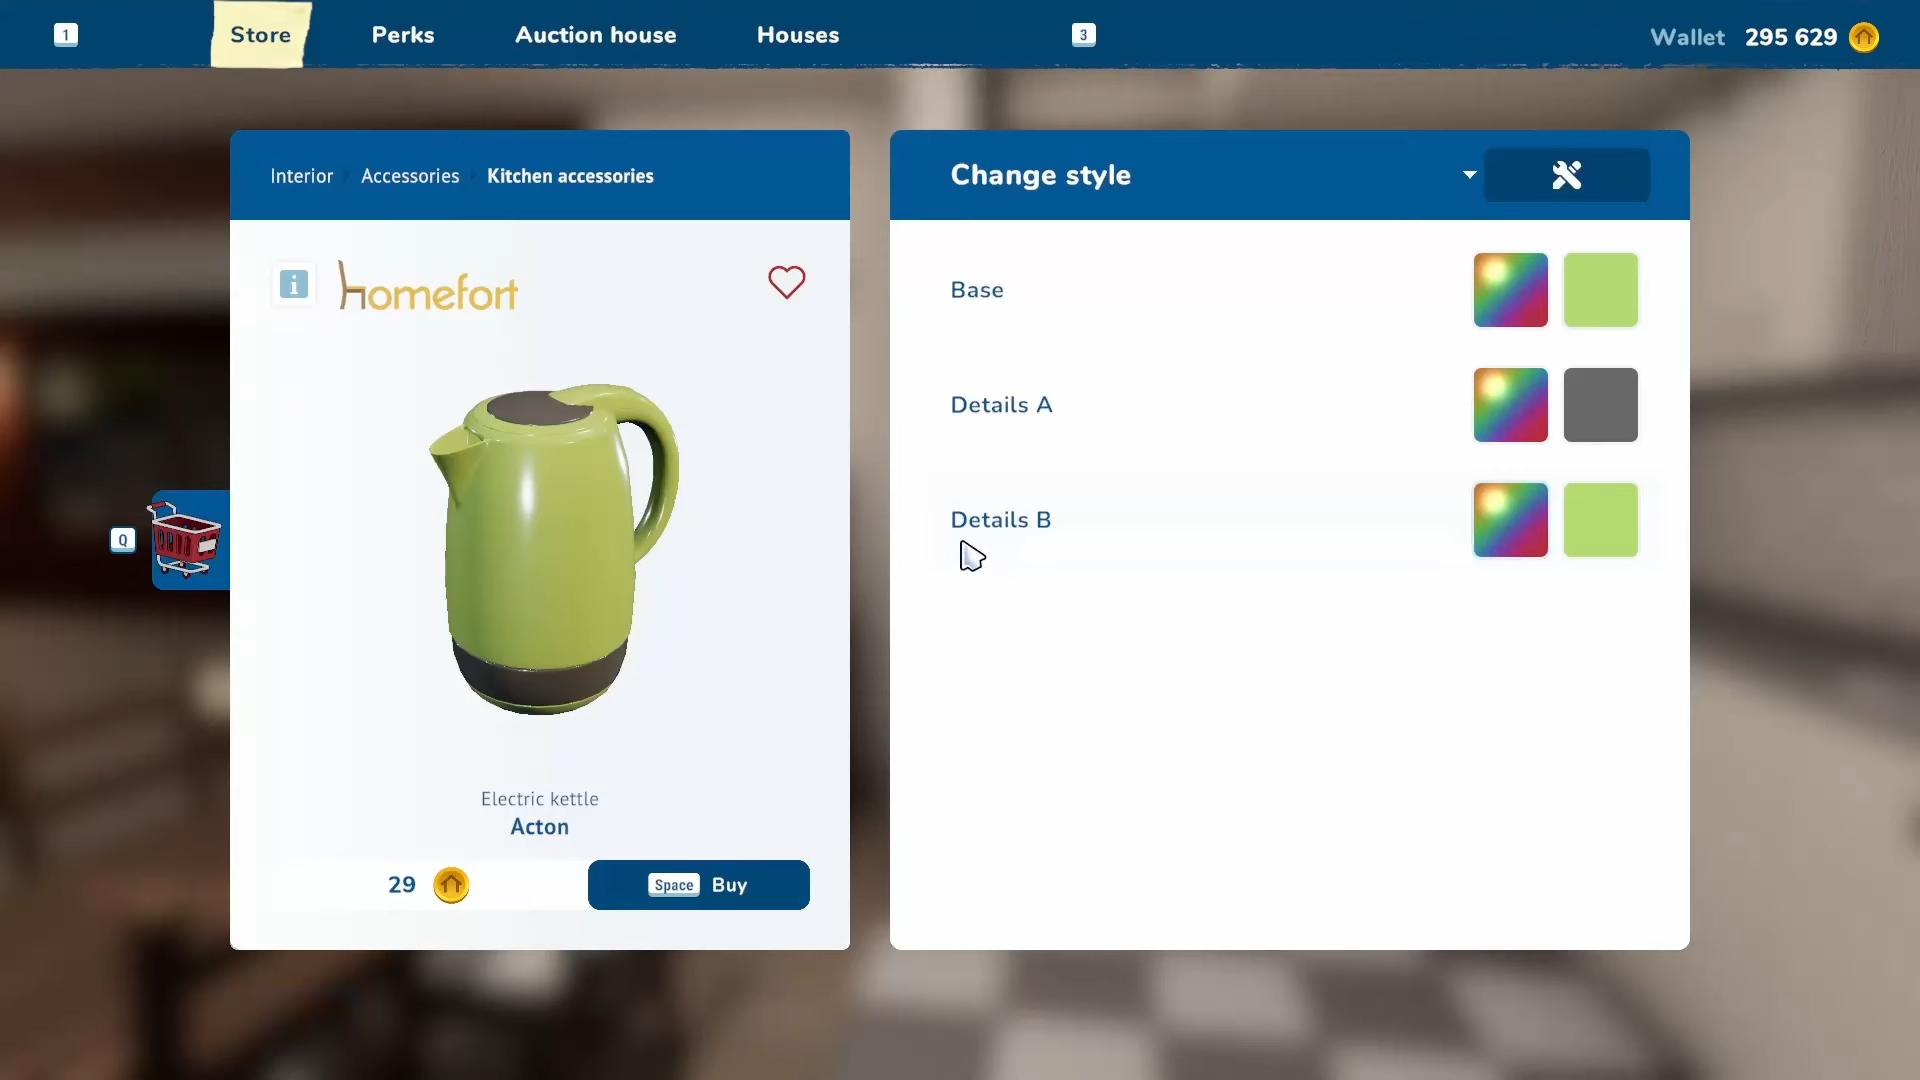 1 Store Perks Auction house Houses 3 Wallet 295 629
Interior Accessories Kitchen accessories
Change style
i homefort
Base
Details A
Q
Details B
Electric kettle
Acton
29 Space Buy